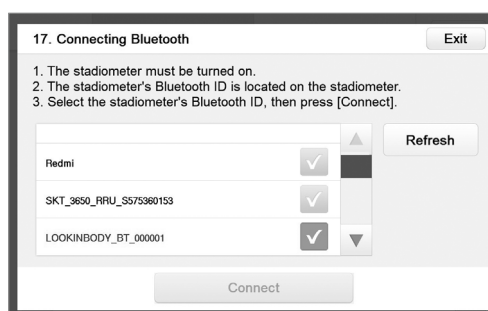 17. Connecting Bluetooth
Exit
1. The stadiometer must be turned on.
2. The stadiometer's Bluetooth ID is located on the stadiometer.
3. Select the stadiometer's Bluetooth ID, then press [Connect].
Refresh
Redmi
SKT_3650_RRU_S575360153
LOOKINBODY_BT_000001
Connect